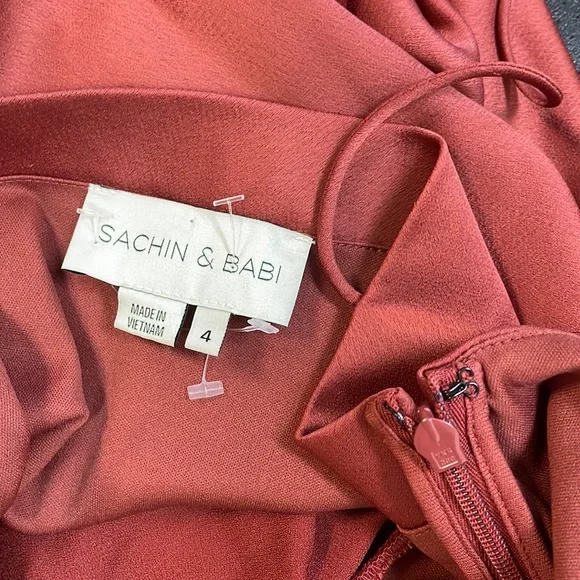 SACHIN & BABI
MADE IN
VIETNAM
4